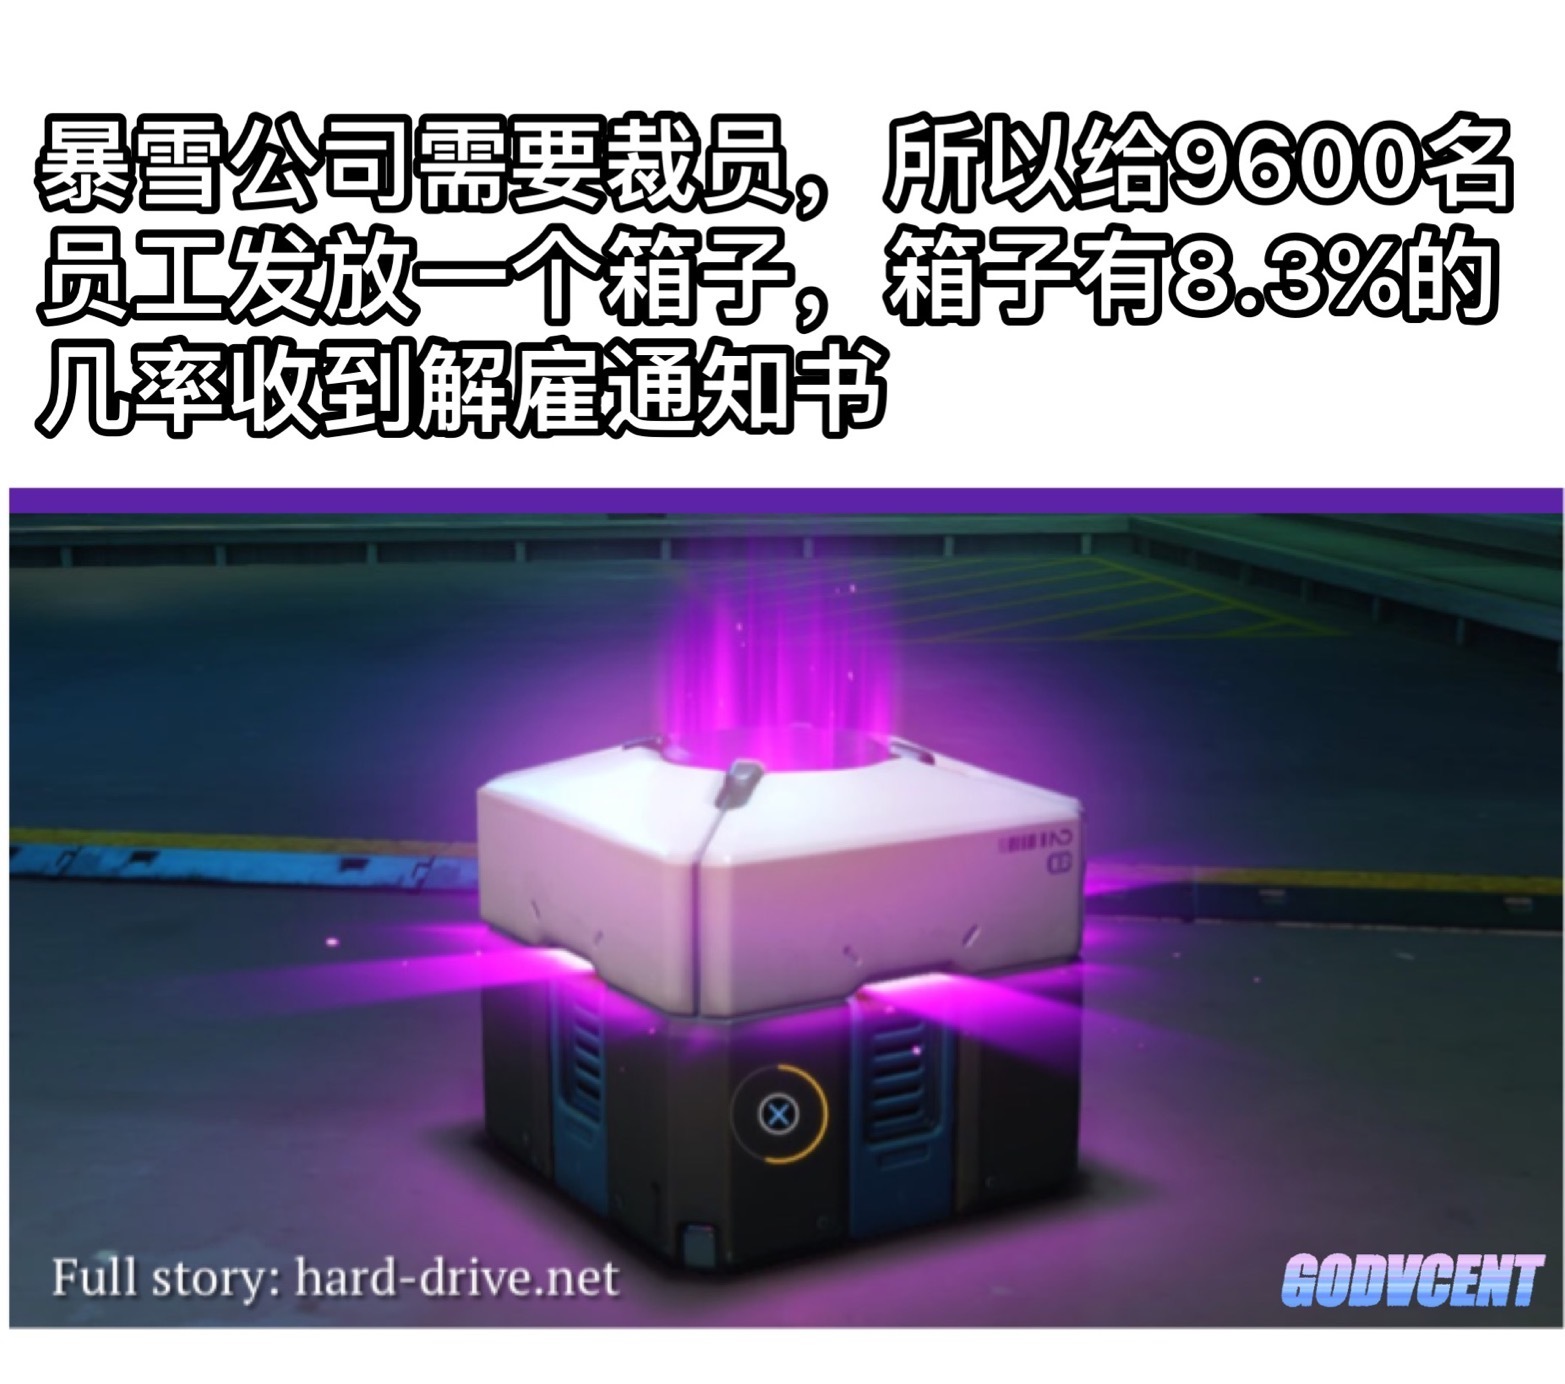 暴雪公司需要裁员，所以给9600名
员工发放一个箱子，箱子有8.3%的
几率收到解雇通知书
Full story: hard-drive.net
GODVCENT